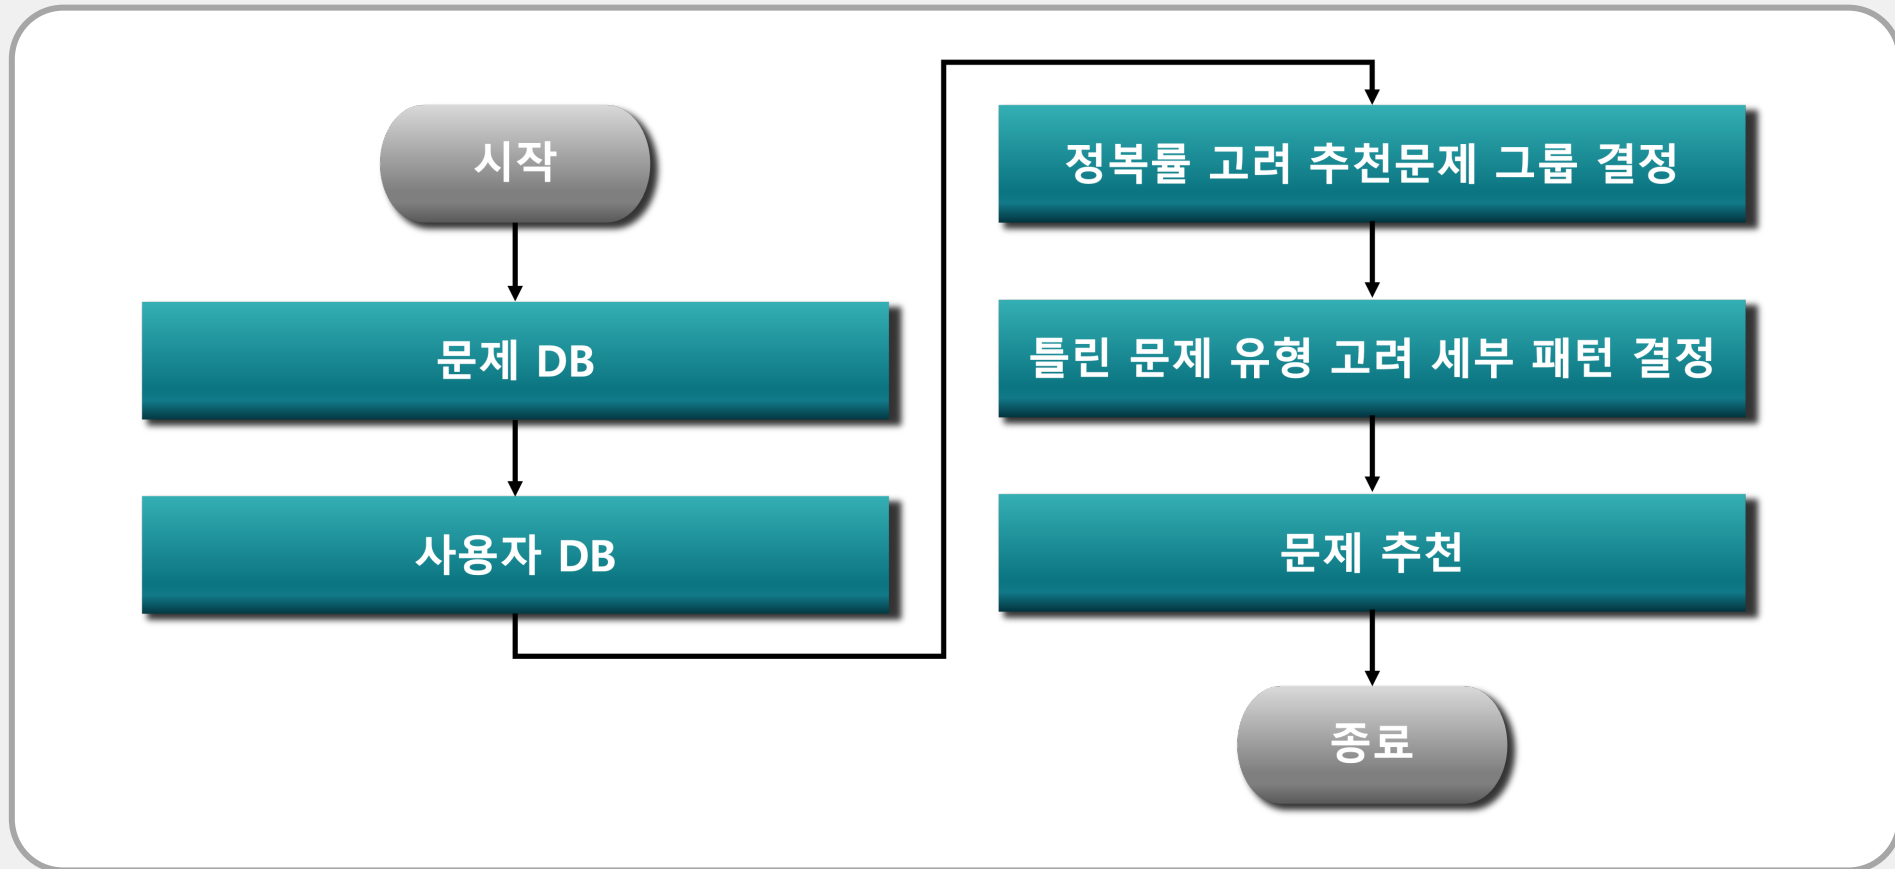 시작
문제 DB
사용자 DB
정복률 고려 추천문제 그룹 결정
틀린 문제 유형 고려 세부 패턴 결정
문제 추천
종료